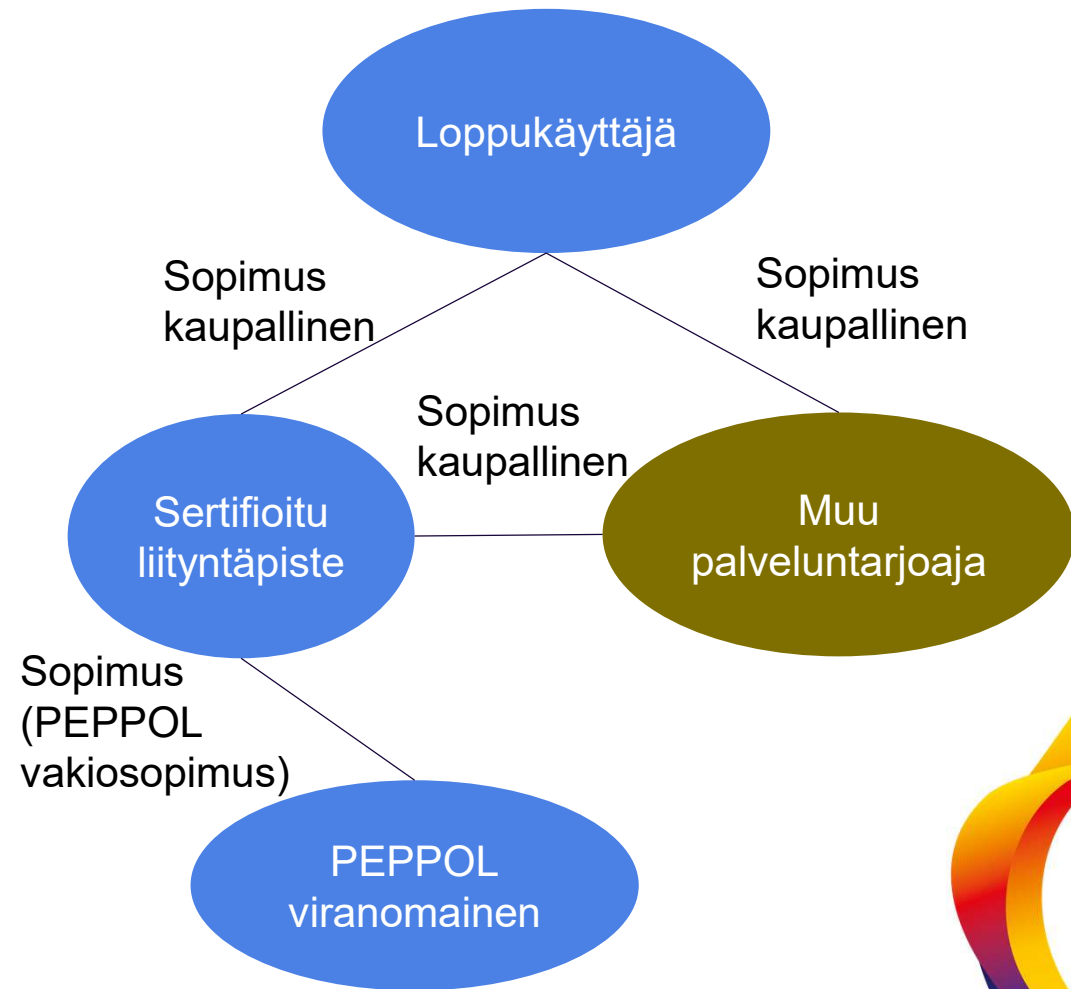 Loppukäyttäjä
Sopimus
kaupallinen
Sopimus
kaupallinen
Sopimus
kaupallinen
Sertifioitu
liityntäpiste
Muu
palveluntarjoaja
Sopimus
(PEPPOL
vakiosopimus)
PEPPOL
viranomainen